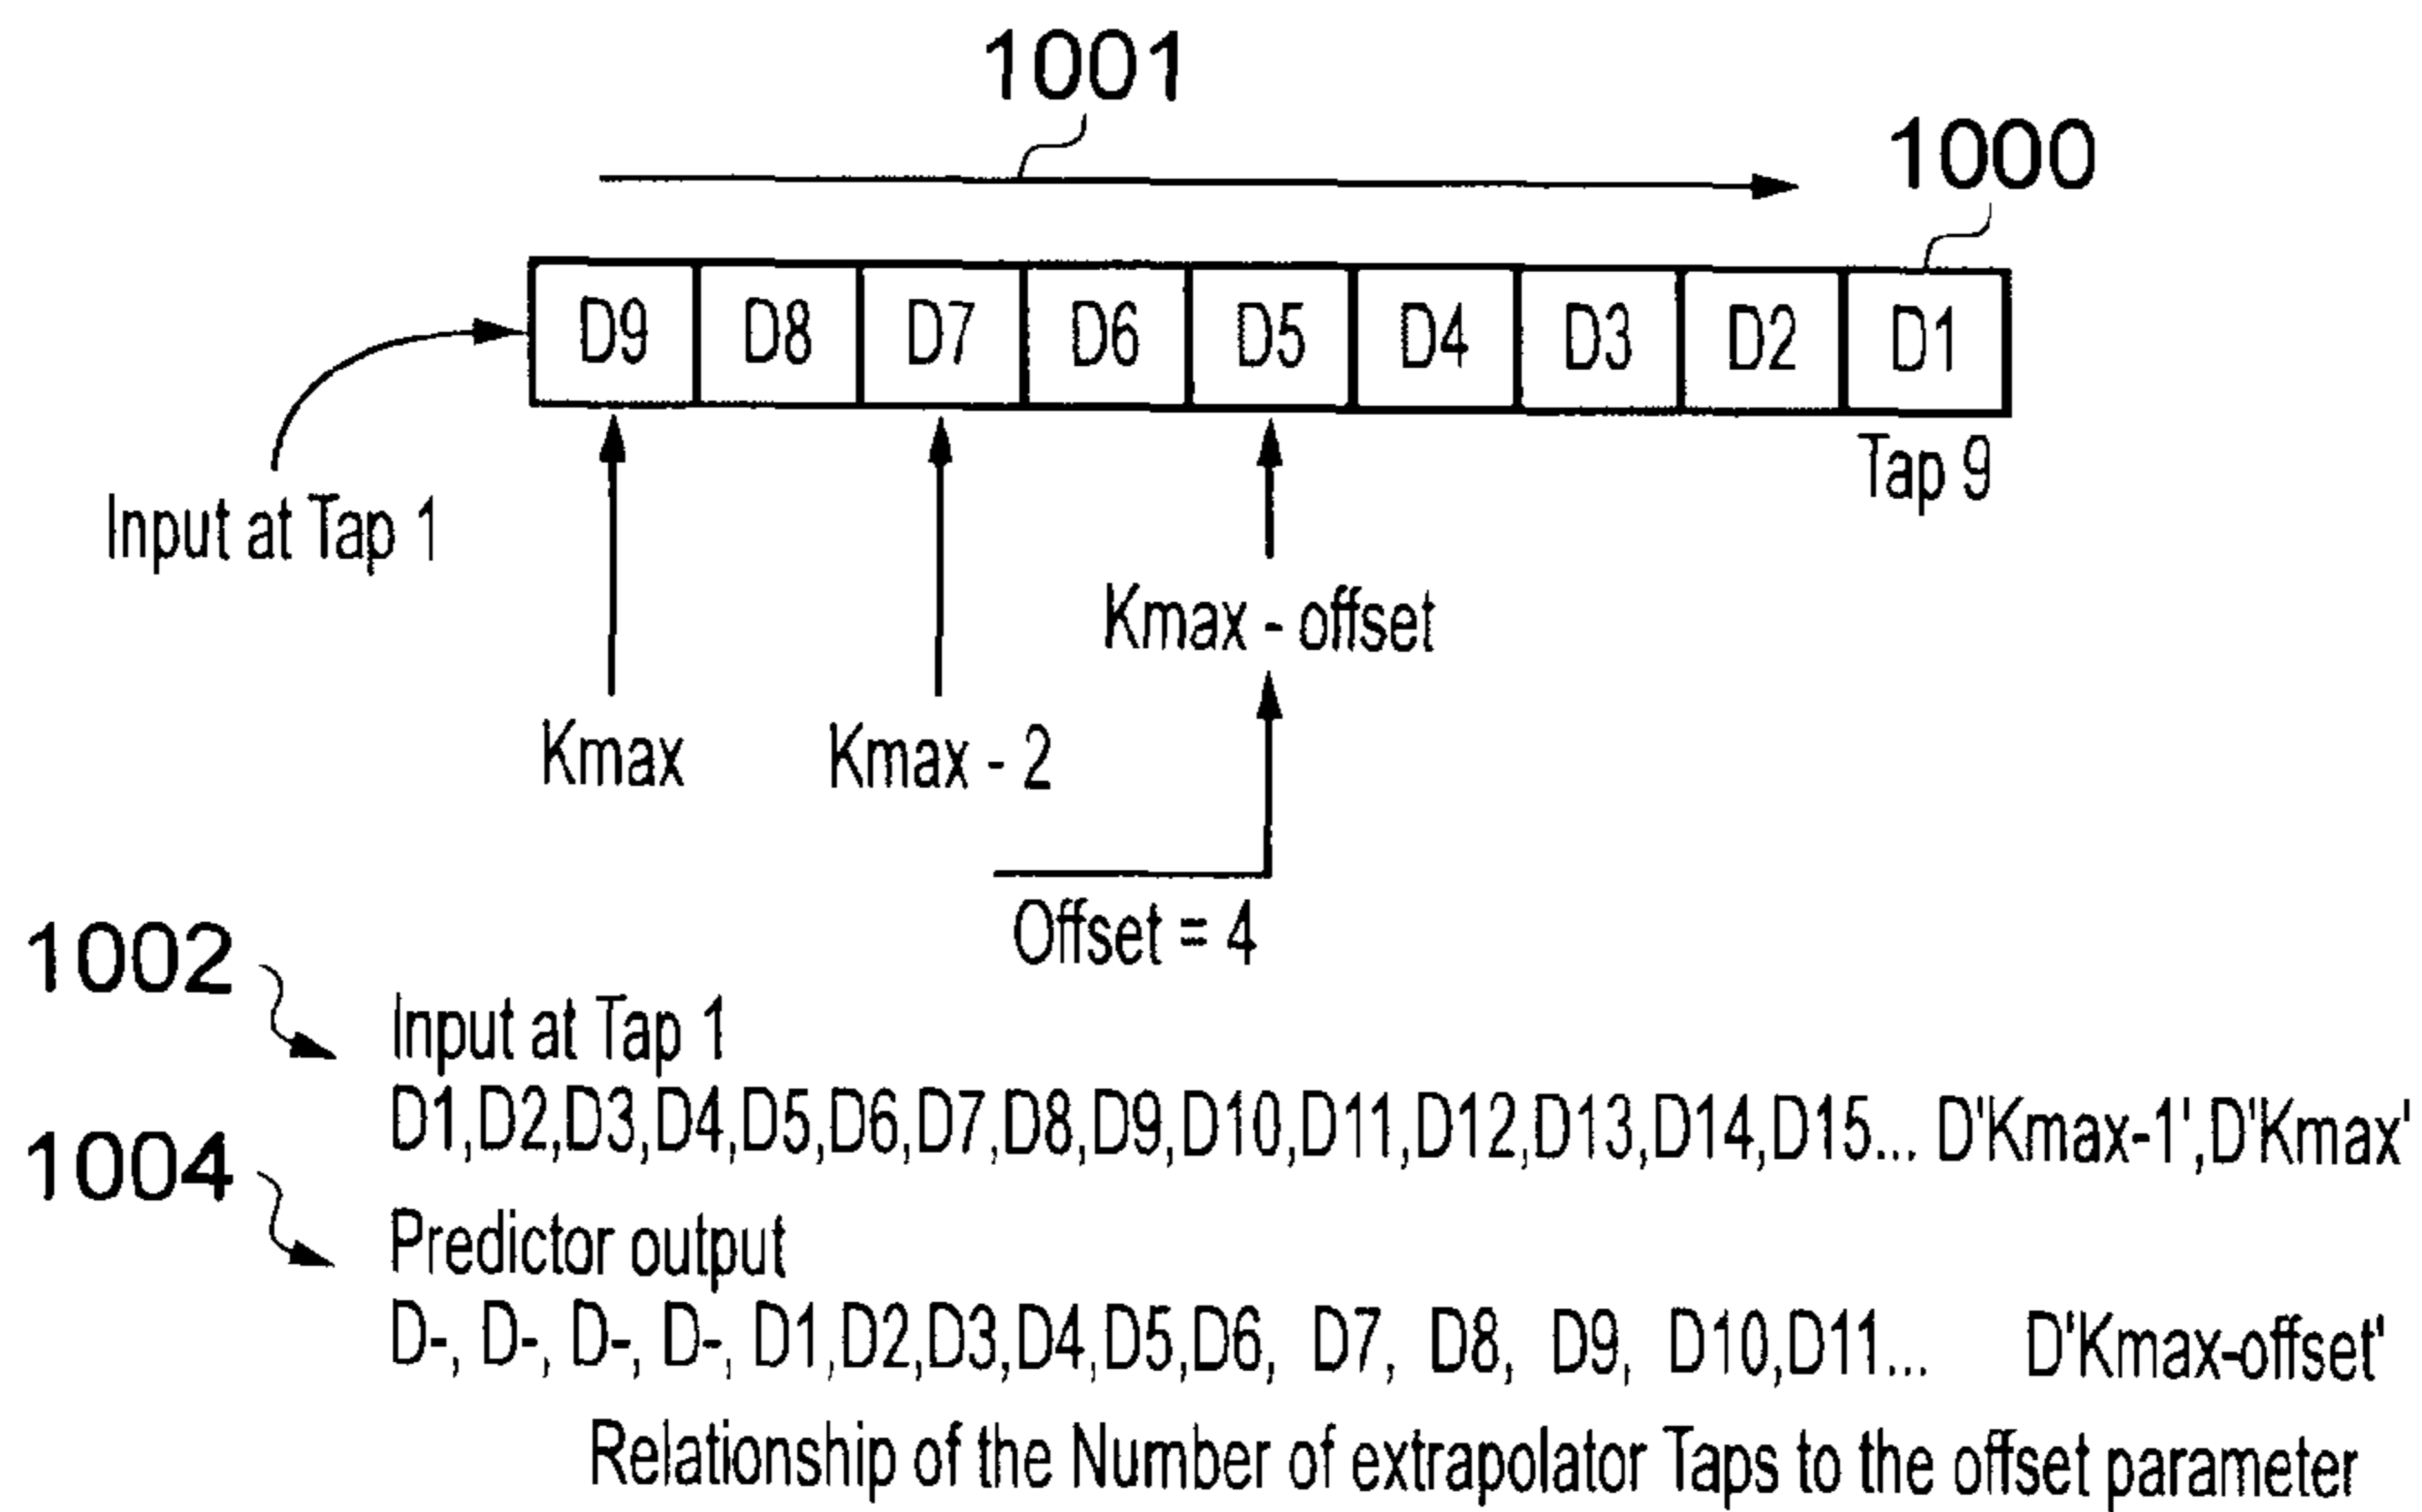 1001
1000
D9 D8 D7 D6 D5 D4 D3 D2 D1
Tap 9
Input at Tap 1
Kmax - offset
Kmax
Kmax - 2
Offset = 4
1002
Input at Tap 1
D1,D2,D3,D4,D5,D6,D7,D8,D9,D10,D11,D12,D13,D14,D15... D'Kmax-1',D'Kmax'
1004
Predictor output
D-, D-, D-, D-, D1,D2,D3,D4,D5,D6, D7, D8, D9, D10,D11... D'Kmax-offset'
Relationship of the Number of extrapolator Taps to the offset parameter